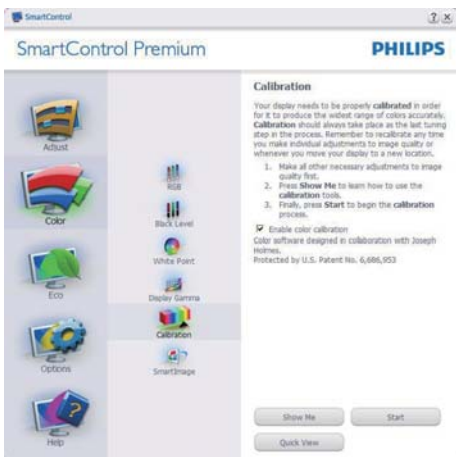 SmartControl
SmartControl Premium
PHILIPS
Adjust
Color
Eco
Options
Help
RGB
Black Level
White Point
Display Gamma
Calibration
SmartImage
Calibration
Your display needs to be properly calibrated in order
for it to produce the widest range of colors accurately.
Calibration should always take place as the last tuning
step in the process. Remember to recalibrate any time
you make individual adjustments to image quality or
whenever you move your display to a new location.
1. Make all other necessary adjustments to image
quality first.
2. Press Show Me to learn how to use the
calibration tools.
3. Finally, press Start to begin the calibration
process.
Enable color calibration
Color software designed in collaboration with Joseph
Holmes.
Protected by U.S. Patent No. 6,686,953
Show Me
Start
Quick View